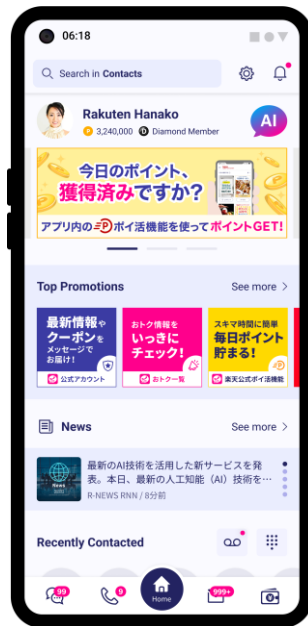 06:18
Search in Contacts
Rakuten Hanako
3,240,000 Diamond Member
AI
今日のポイント、
獲得済みですか?
アプリ内のポイ活機能を使ってポイントGET!
Top Promotions
See more
最新情報や
クーポンを
メッセージで
お届け!
公式アカウント
おトク情報を
いっきに
チェック!
おトク一覧
スキマ時間に簡単
毎日ポイント
貯まる!
楽天公式ポイ活機能
News
See more
News
最新のAI技術を活用した新サービスを発
表。本日、最新の人工知能(AI)技術を…
R-NEWS RNN / 8分前
Recently Contacted
99
9
Home
999+